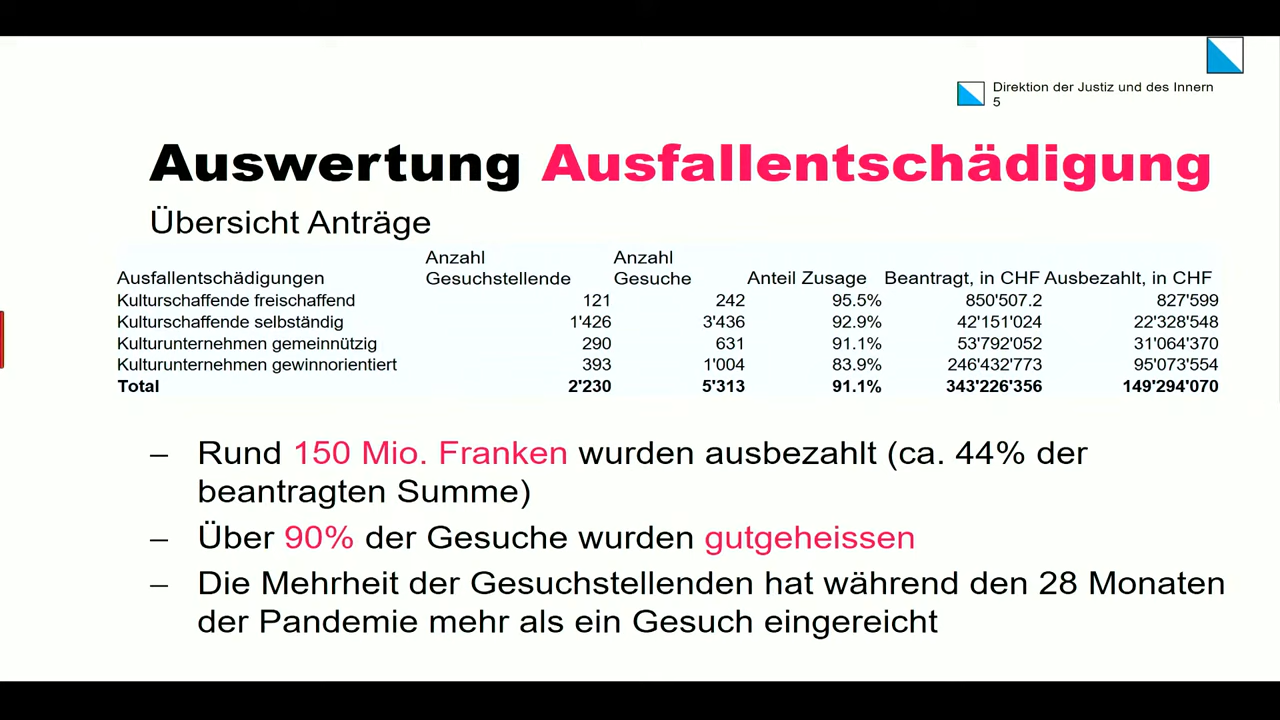 Direktion der Justiz und des Innern
5
Auswertung Ausfallentschädigung
Übersicht Anträge
Ausfallentschädigungen Anzahl Gesuchstellende Anzahl Gesuche Anteil Zusage Beantragt, in CHF Ausbezahlt, in CHF
Kulturschaffende freischaffend 121 242 95.5% 850'507.2 827'599
Kulturschaffende selbständig 1'426 3'436 92.9% 42'151'024 22'328'548
Kulturunternehmen gemeinnützig 290 631 91.1% 53'792'052 31'064'370
Kulturunternehmen gewinnorientiert 393 1'004 83.9% 246'432'773 95'073'554
Total 2'230 5'313 91.1% 343'226'356 149'294'070
– Rund 150 Mio. Franken wurden ausbezahlt (ca. 44% der
beantragten Summe)
– Über 90% der Gesuche wurden gutgeheissen
– Die Mehrheit der Gesuchstellenden hat während den 28 Monaten
der Pandemie mehr als ein Gesuch eingereicht